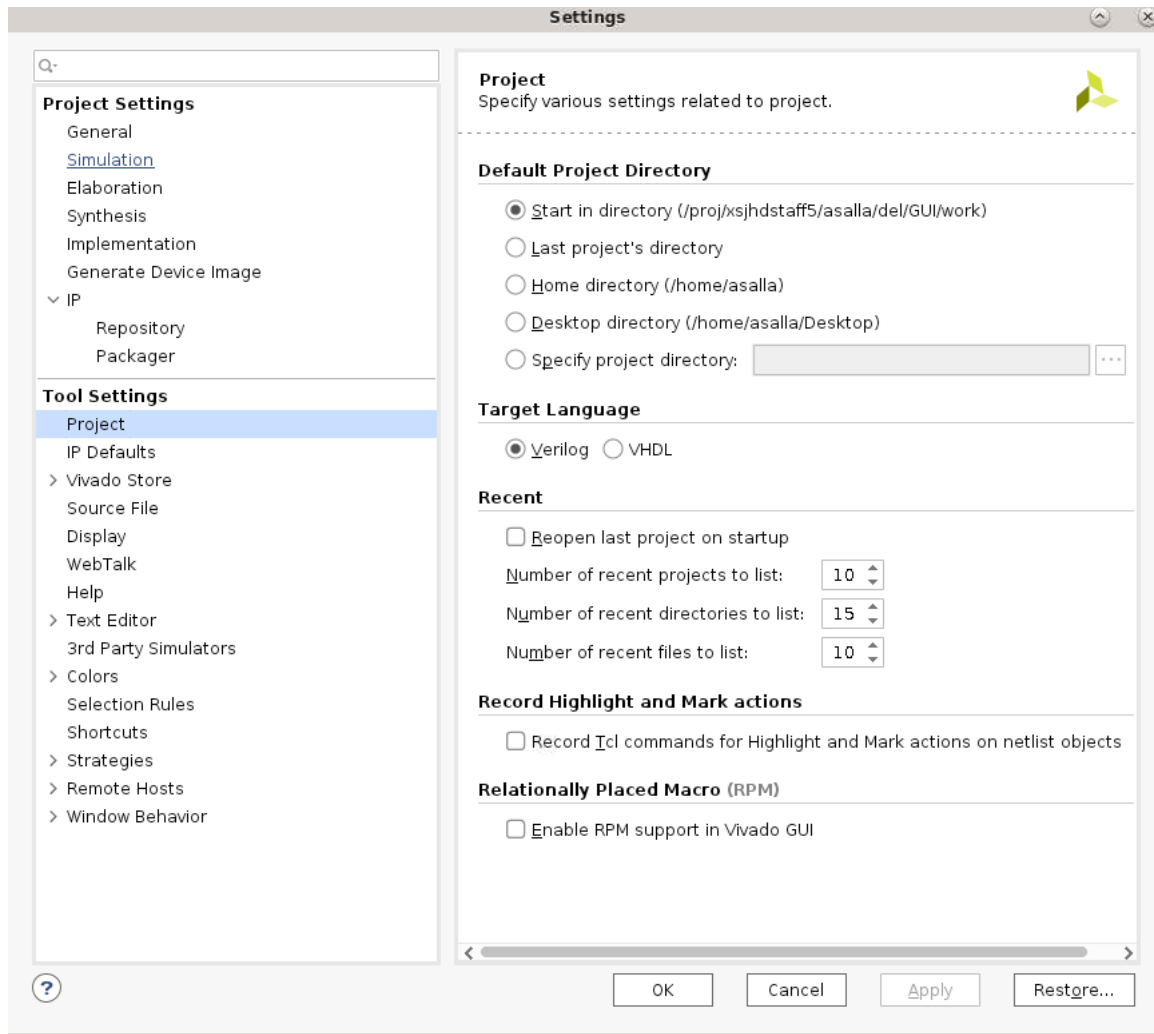 Settings
Project Settings
General
Simulation
Elaboration
Synthesis
Implementation
Generate Device Image
IP
Repository
Packager
Tool Settings
Project
IP Defaults
Vivado Store
Source File
Display
WebTalk
Help
Text Editor
3rd Party Simulators
Colors
Selection Rules
Shortcuts
Strategies
Remote Hosts
Window Behavior
Project
Specify various settings related to project.
Default Project Directory
Start in directory (/proj/xsjhdstaff5/asalla/del/GUI/work)
Last project's directory
Home directory (/home/asalla)
Desktop directory (/home/asalla/Desktop)
Specify project directory:
...
Target Language
Verilog VHDL
Recent
Reopen last project on startup
Number of recent projects to list: 10
Number of recent directories to list: 15
Number of recent files to list: 10
Record Highlight and Mark actions
Record Tcl commands for Highlight and Mark actions on netlist objects
Relationally Placed Macro (RPM)
Enable RPM support in Vivado GUI
? OK Cancel Apply Restore...